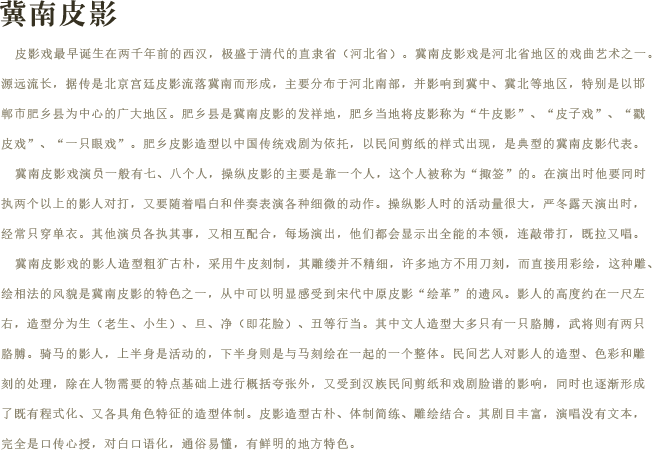 冀南皮影
皮影戏最早诞生在两千年前的西汉，极盛于清代的直隶省（河北省）。冀南皮影戏是河北省地区的戏曲艺术之一。
源远流长，据传是北京宫廷皮影流落冀南而形成，主要分布于河北南部，并影响到冀中、冀北等地区，特别是以邯
郸市肥乡县为中心的广大地区。肥乡县是冀南皮影的发祥地，肥乡当地将皮影称为“牛皮影”、“皮子戏”、“戳
皮戏”、“一只眼戏”。肥乡皮影造型以中国传统戏剧为依托，以民间剪纸的样式出现，是典型的冀南皮影代表。
冀南皮影戏演员一般有七、八个人，操纵皮影的主要是靠一个人，这个人被称为“掫签”的。在演出时他要同时
执两个以上的影人对打，又要随着唱白和伴奏表演各种细微的动作。操纵影人时的活动量很大，严冬露天演出时，
经常只穿单衣。其他演员各执其事，又相互配合，每场演出，他们都会显示出全能的本领，连敲带打，既拉又唱。
冀南皮影戏的影人造型粗犷古朴，采用牛皮刻制，其雕缕并不精细，许多地方不用刀刻，而直接用彩绘，这种雕、
绘相法的风貌是冀南皮影的特色之一，从中可以明显感受到宋代中原皮影“绘革”的遗风。影人的高度约在一尺左
右，造型分为生（老生、小生）、旦、净（即花脸）、丑等行当。其中文人造型大多只有一只胳膊，武将则有两只
胳膊。骑马的影人，上半身是活动的，下半身则是与马刻绘在一起的一个整体。民间艺人对影人的造型、色彩和雕
刻的处理，除在人物需要的特点基础上进行概括夸张外，又受到汉族民间剪纸和戏剧脸谱的影响，同时也逐渐形成
了既有程式化、又各具角色特征的造型体制。皮影造型古朴、体制简练、雕绘结合。其剧目丰富，演唱没有文本，
完全是口传心授，对白口语化，通俗易懂，有鲜明的地方特色。